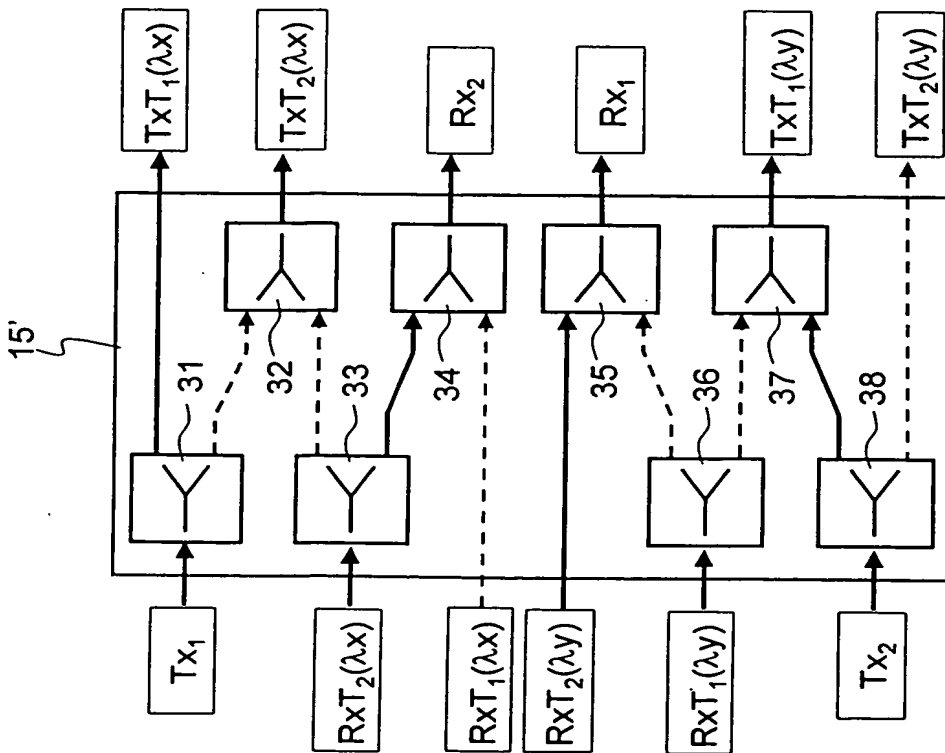 15'
Tx₁
RxT₂(λx)
RxT₁(λx)
RxT₂(λy)
RxT₁(λy)
Tx₂
31
32
33
34
35
36
37
38
TxT₁(λx)
TxT₂(λx)
Rx₂
Rx₁
TxT₁(λy)
TxT₂(λy)